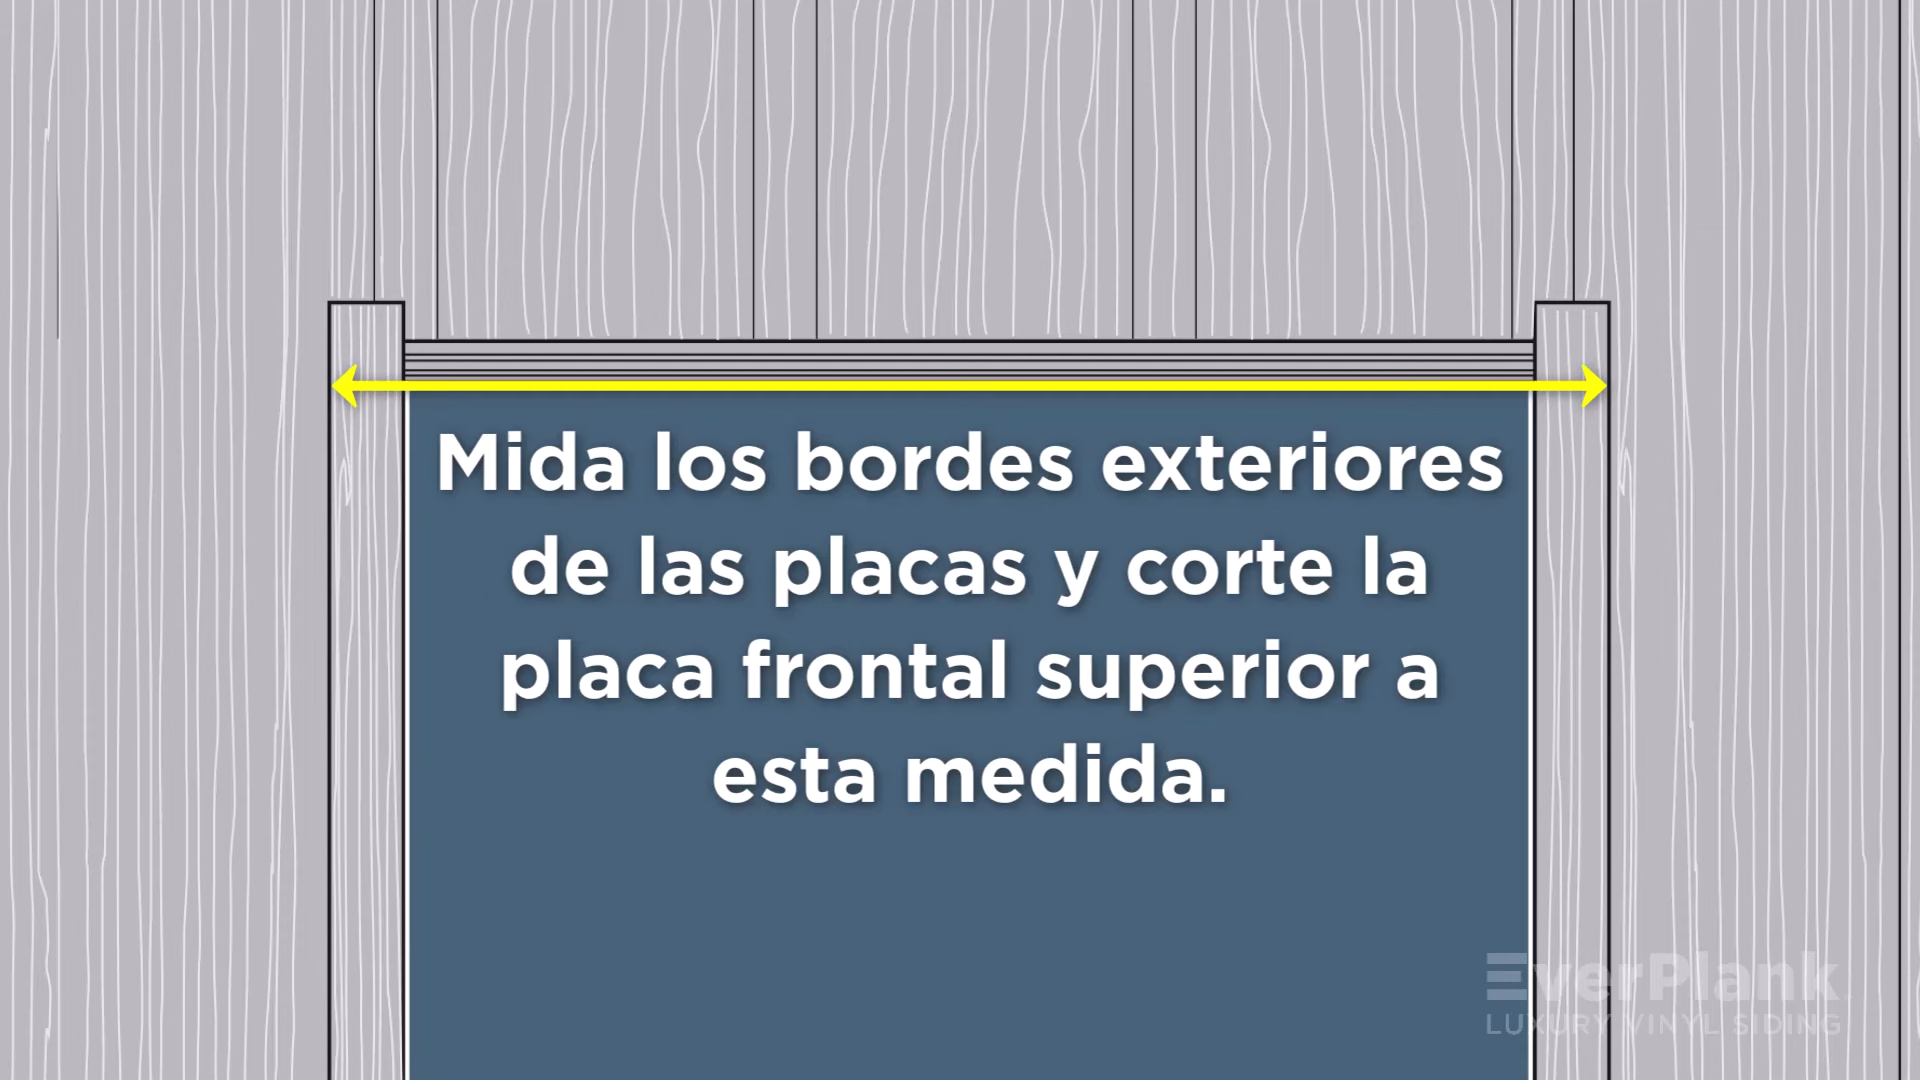 Mida los bordes exteriores
de las placas y corte la
placa frontal superior a
esta medida.
EverPlank
LUXURY VINYL SIDING